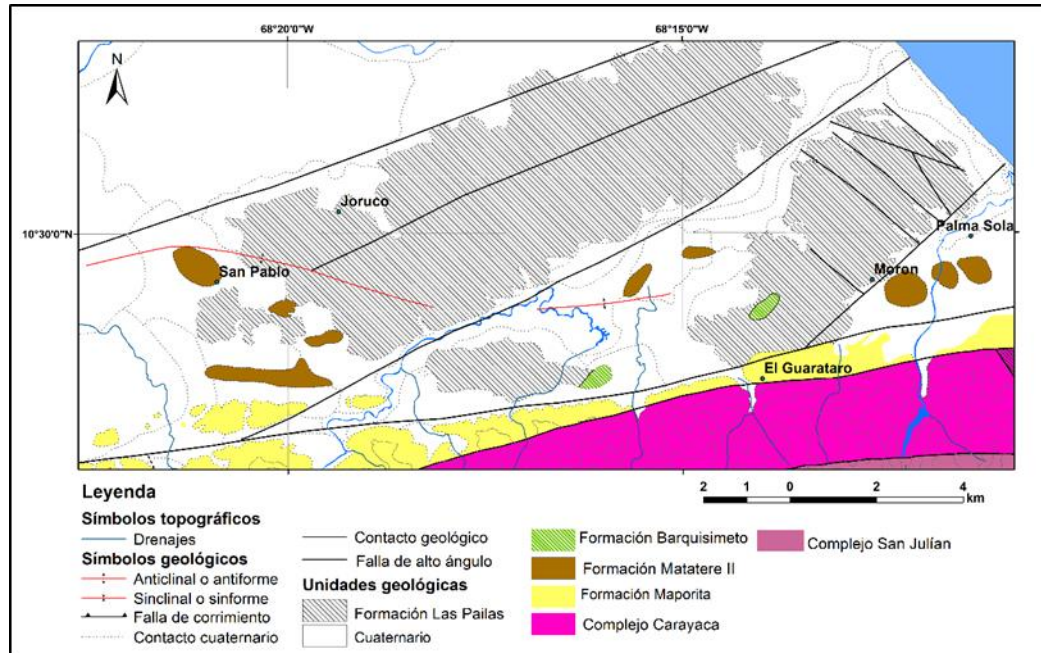 68°20'0"W
68°15'0"W
N
Joruco
10°30'0"N
Palma Sola
San Pablo
Moron
El Guarataro
Leyenda
Símbolos topográficos
Drenajes
Símbolos geológicos
Anticlinal o antiforme
Sinclinal o sinforme
Falla de corrimiento
Contacto cuaternario
Contacto geológico
Falla de alto ángulo
Unidades geológicas
Formación Las Pailas
Cuaternario
Formación Barquisimeto
Formación Matatere II
Formación Maporita
Complejo Carayaca
Complejo San Julían
2 1 0 2 4
km